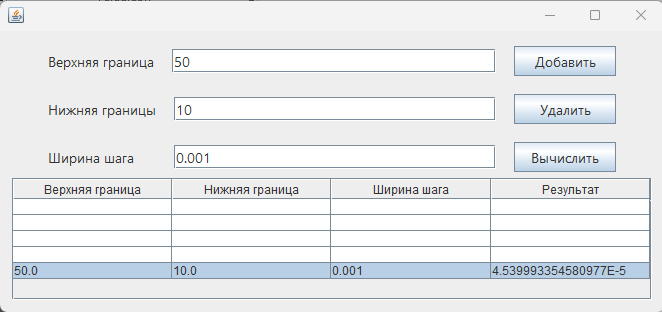 Верхняя граница 50 Добавить
Нижняя границы 10 Удалить
Ширина шага 0.001 Вычислить
Верхняя граница Нижняя граница Ширина шага Результат
50.0 10.0 0.001 4.539993354580977E-5